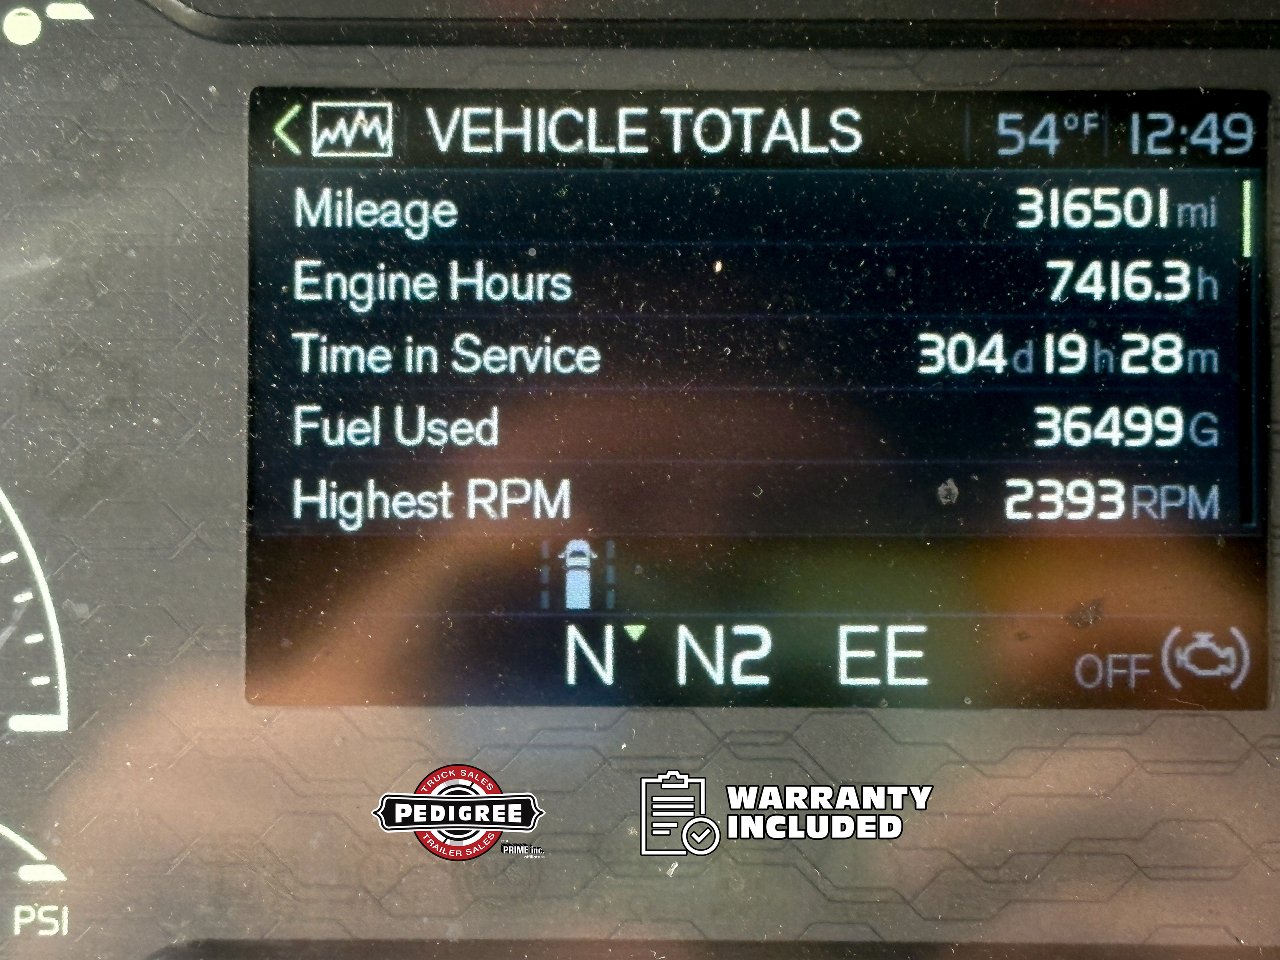 VEHICLE TOTALS 54°F 12:49
Mileage 316501 mi
Engine Hours 7416.3 h
Time in Service 304 d 19 h 28 m
Fuel Used 36499 G
Highest RPM 2393 RPM
N N2 EE OFF
TRUCK SALES
PEDIGREE
TRAILER SALES
PRIME inc.
WARRANTY
INCLUDED
PSI